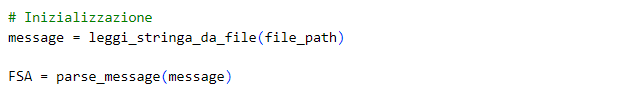 # Inizializzazione
message = leggi_stringa_da_file(file_path)
FSA = parse_message(message)